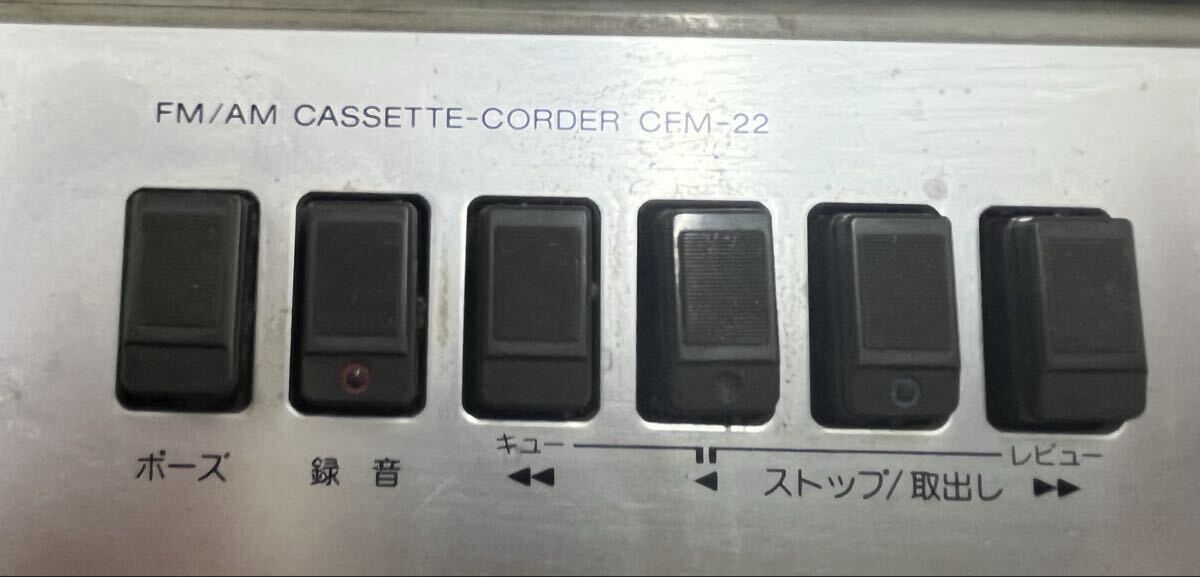 FM/AM CASSETTE-CORDER CFM-22
キュー レビュー
ポーズ 録音 ◀◀ ◀ ストップ/取出し ▶▶